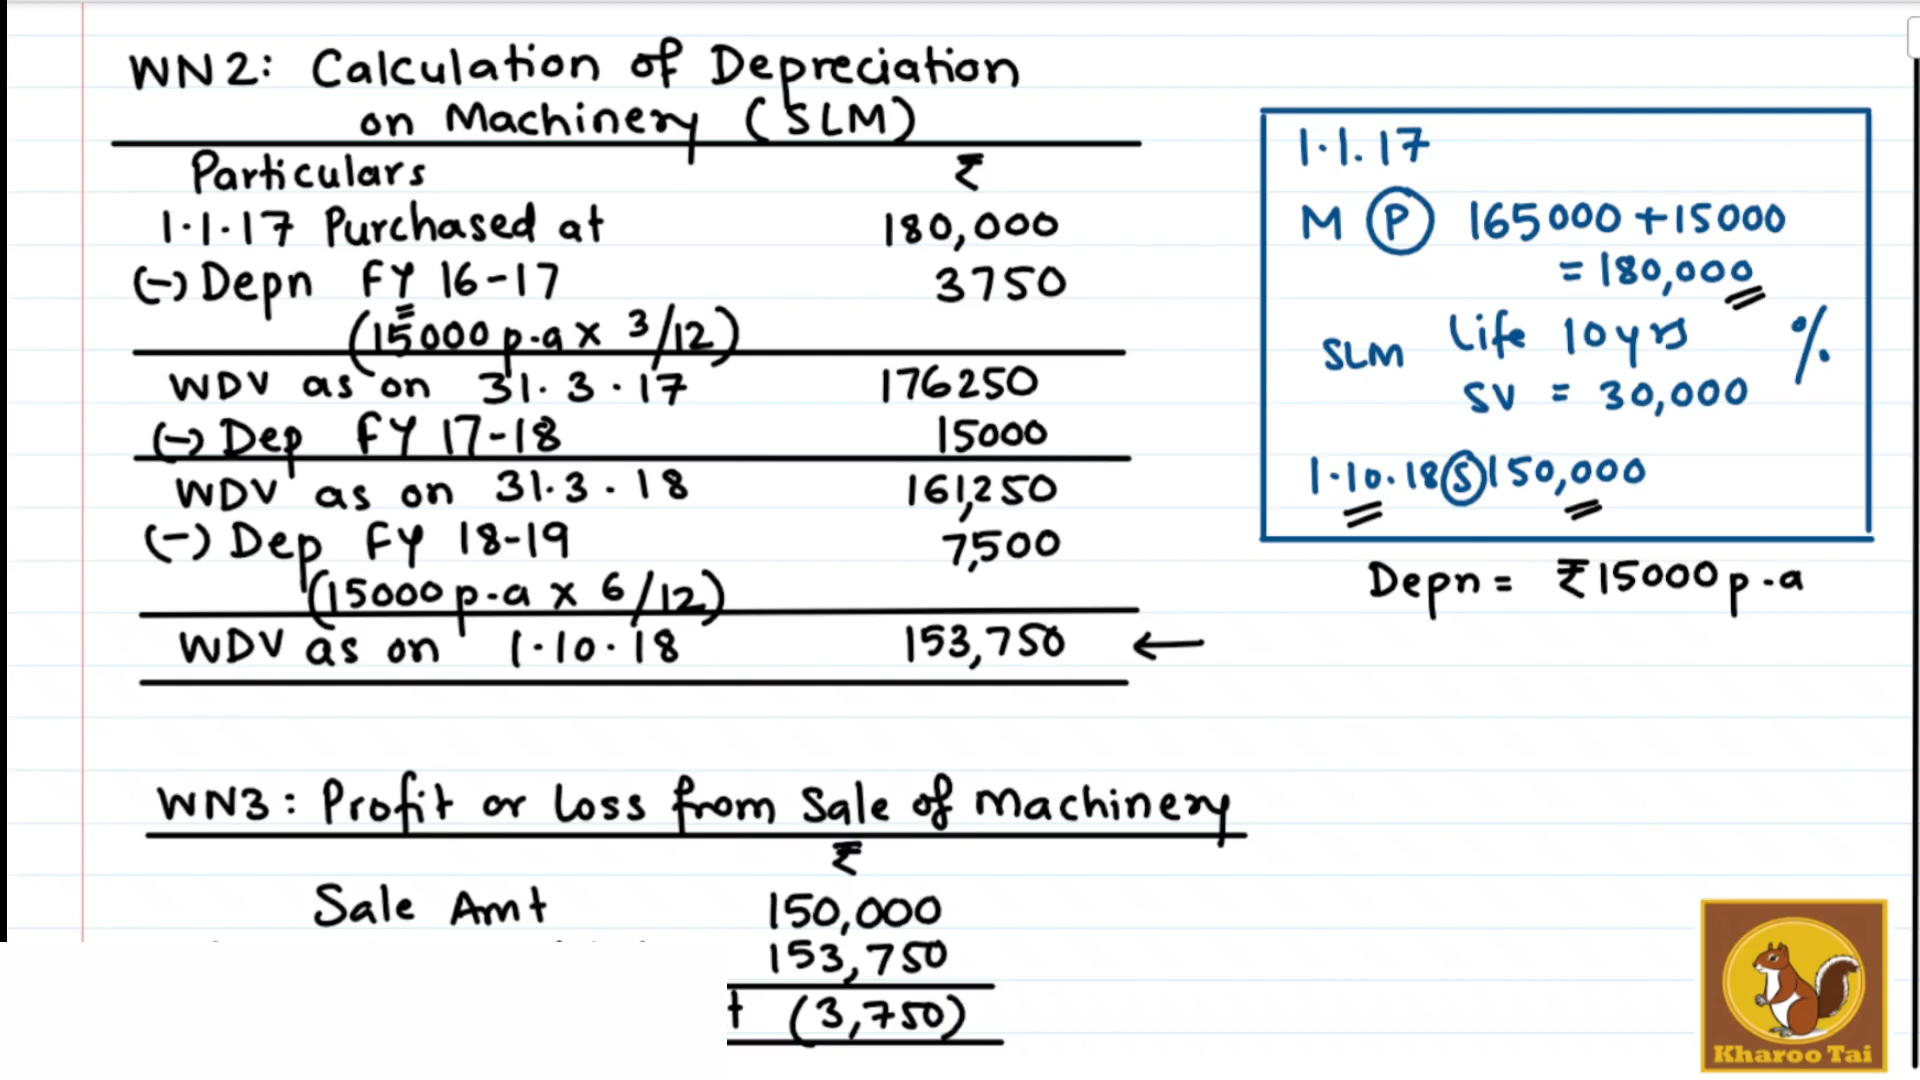 WN2: Calculation of Depreciation
on Machinery (SLM)
Particulars ₹
1.1.17 Purchased at 180,000
(-) Depn FY 16-17 3750
(15000 p.a x 3/12)
WDV as on 31.3.17 176250
(-) Dep FY 17-18 15000
WDV as on 31.3.18 161,250
(-) Dep FY 18-19 7,500
(15000 p.a x 6/12)
WDV as on 1.10.18 153,750 ←
1.1.17
M (P) 165000 + 15000
= 180,000
SLM Life 10 yrs %
SV = 30,000
1.10.18 (S) 150,000
Depn = ₹15000 p.a
WN3: Profit or Loss from Sale of Machinery
₹
Sale Amt 150,000
153,750
(3,750)
Kharoo Tai